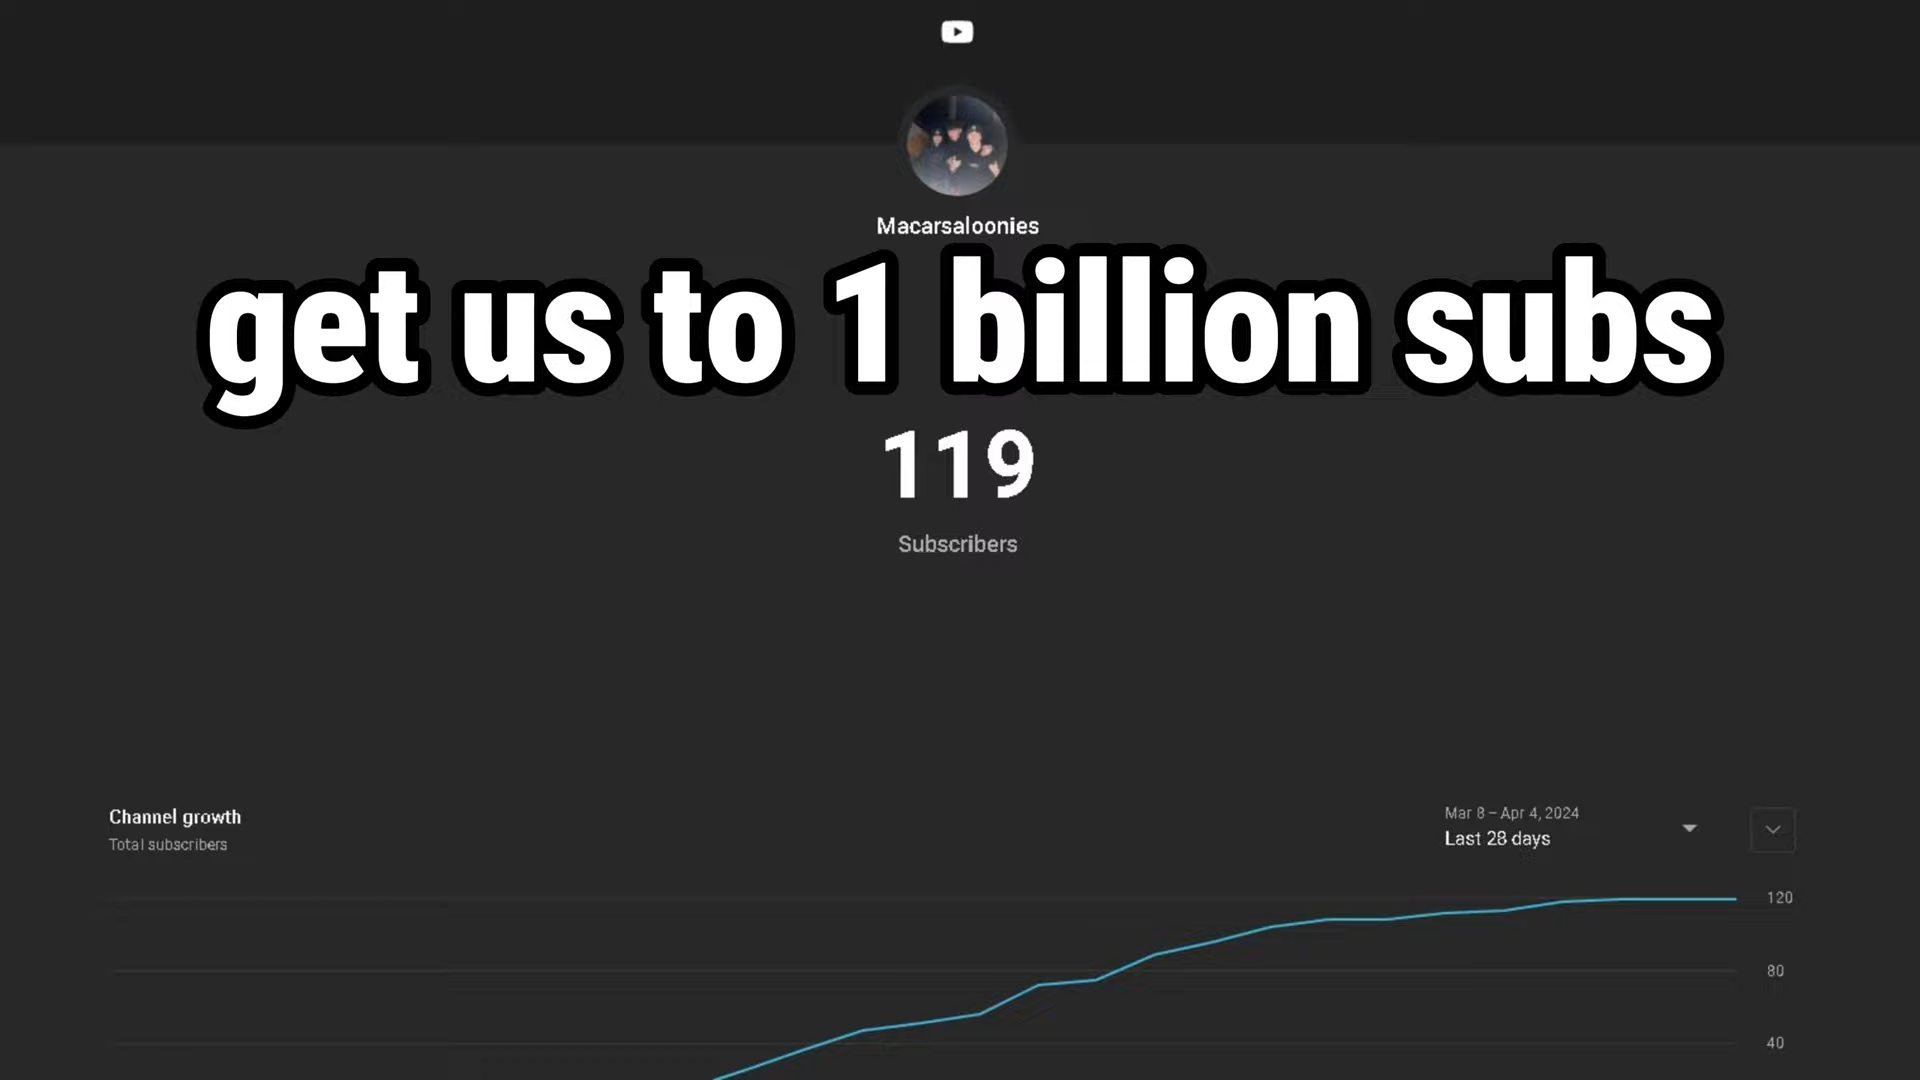 Macarsaloonies
get us to 1 billion subs
119
Subscribers
Channel growth
Total subscribers
Mar 8 – Apr 4, 2024
Last 28 days
120
80
40